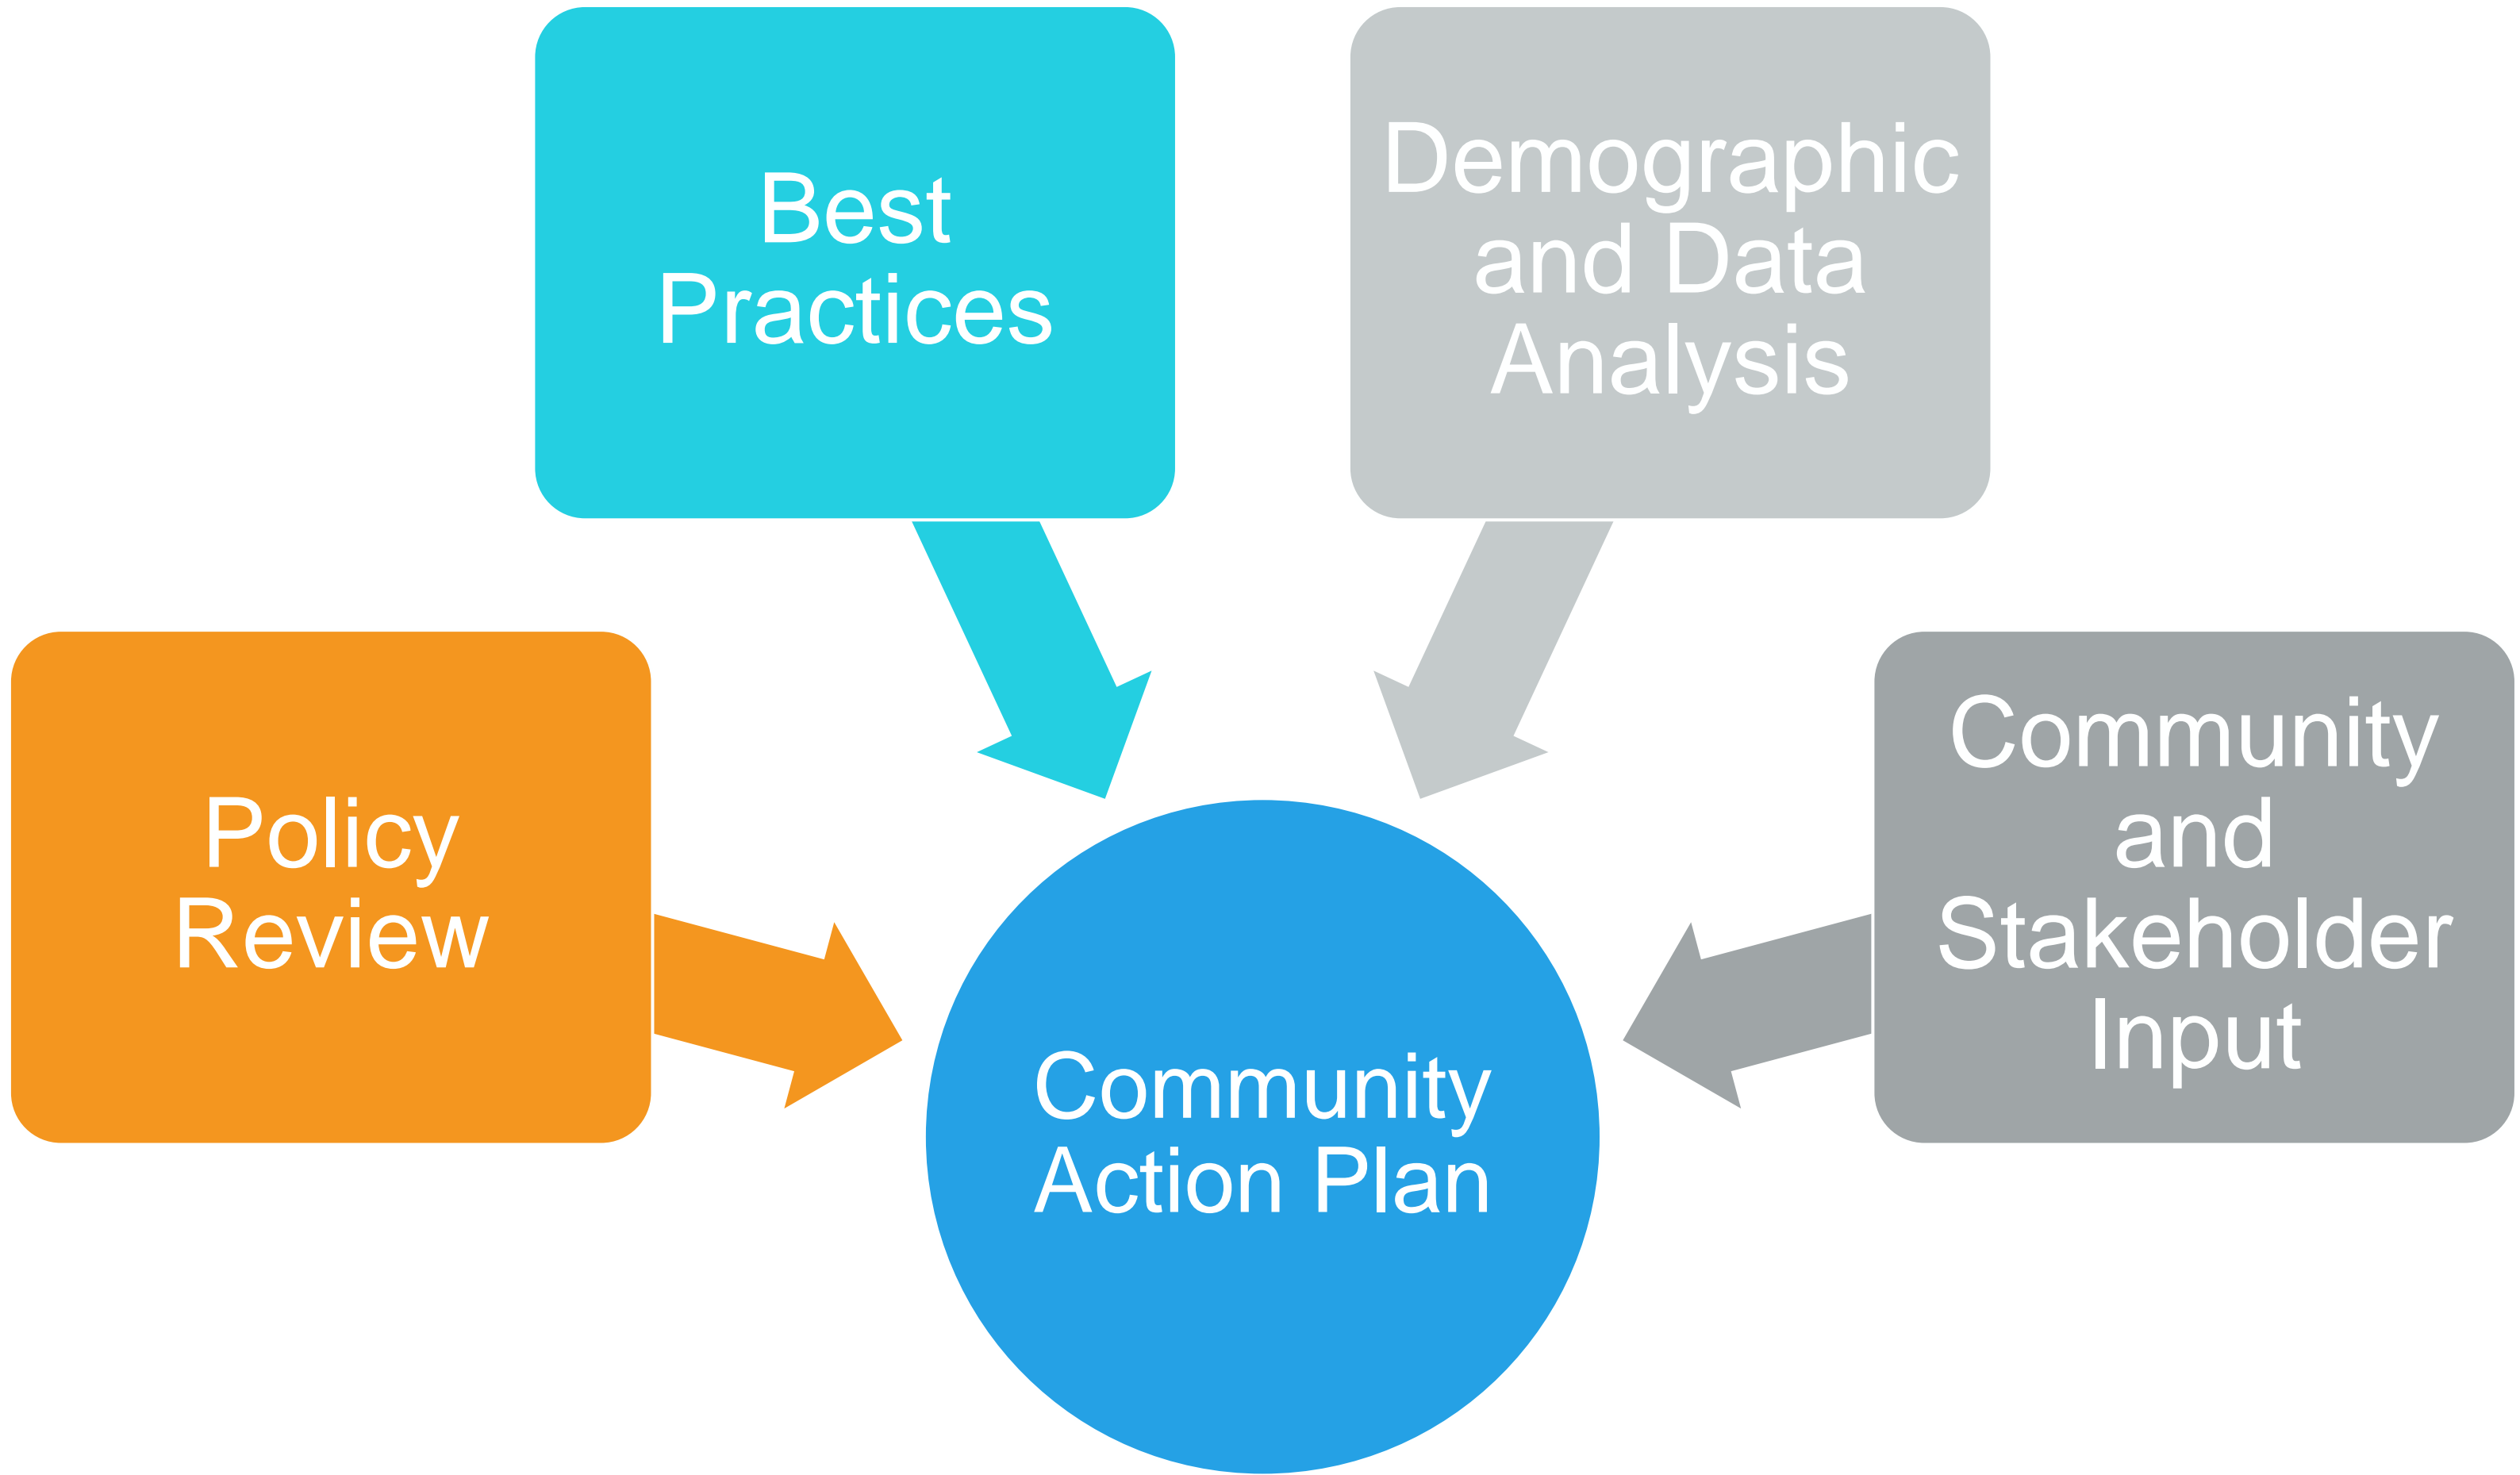 Best
Practices
Demographic
and Data
Analysis
Policy
Review
Community
and
Stakeholder
Input
Community
Action Plan